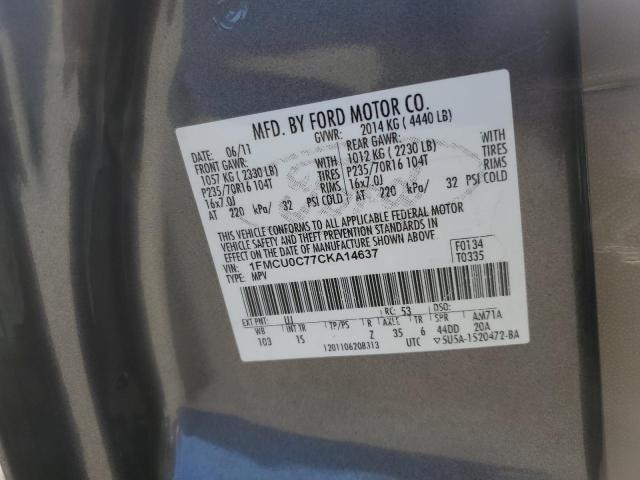 MFD. BY FORD MOTOR CO.
DATE: 06/11 GVWR: 2014 KG ( 4440 LB)
FRONT GAWR: REAR GAWR:
1057 KG ( 2330 LB) WITH 1012 KG ( 2230 LB) WITH
P235/70R16 104T TIRES P235/70R16 104T TIRES
16x7.0J RIMS 16x7.0J RIMS
AT 220 kPa/ 32 PSI COLD AT 220 kPa/ 32 PSI COLD
THIS VEHICLE CONFORMS TO ALL APPLICABLE FEDERAL MOTOR
VEHICLE SAFETY AND THEFT PREVENTION STANDARDS IN
EFFECT ON THE DATE OF MANUFACTURE SHOWN ABOVE.
VIN: 1FMCU0C77CKA14637 F0134
TYPE: MPV T0335
EXT PNT: UJ RC: 53 DSO:
WB INT TR TP/PS R AXLE TR SPR AM71A
103 1S Z 35 6 44DD 20A
1201106208313 UTC ▽5U5A-1520472-BA